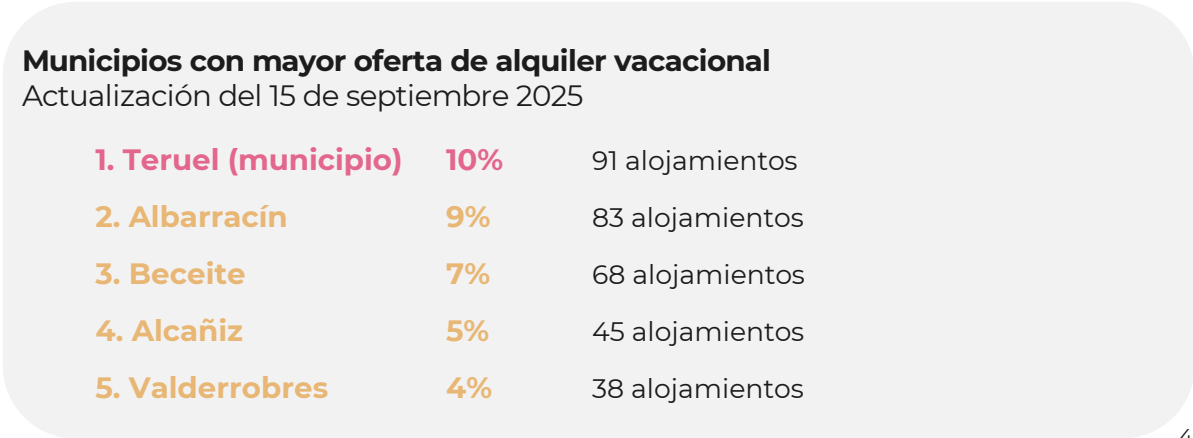 Municipios con mayor oferta de alquiler vacacional
Actualización del 15 de septiembre 2025
1. Teruel (municipio) 10% 91 alojamientos
2. Albarracín 9% 83 alojamientos
3. Beceite 7% 68 alojamientos
4. Alcañiz 5% 45 alojamientos
5. Valderrobres 4% 38 alojamientos